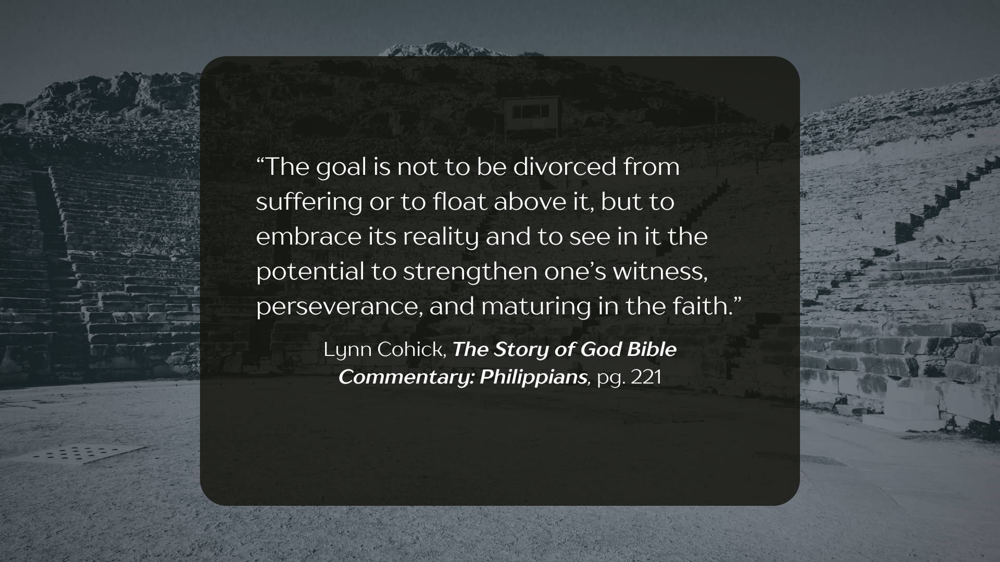 “The goal is not to be divorced from
suffering or to float above it, but to
embrace its reality and to see in it the
potential to strengthen one’s witness,
perseverance, and maturing in the faith.”
Lynn Cohick, The Story of God Bible
Commentary: Philippians, pg. 221